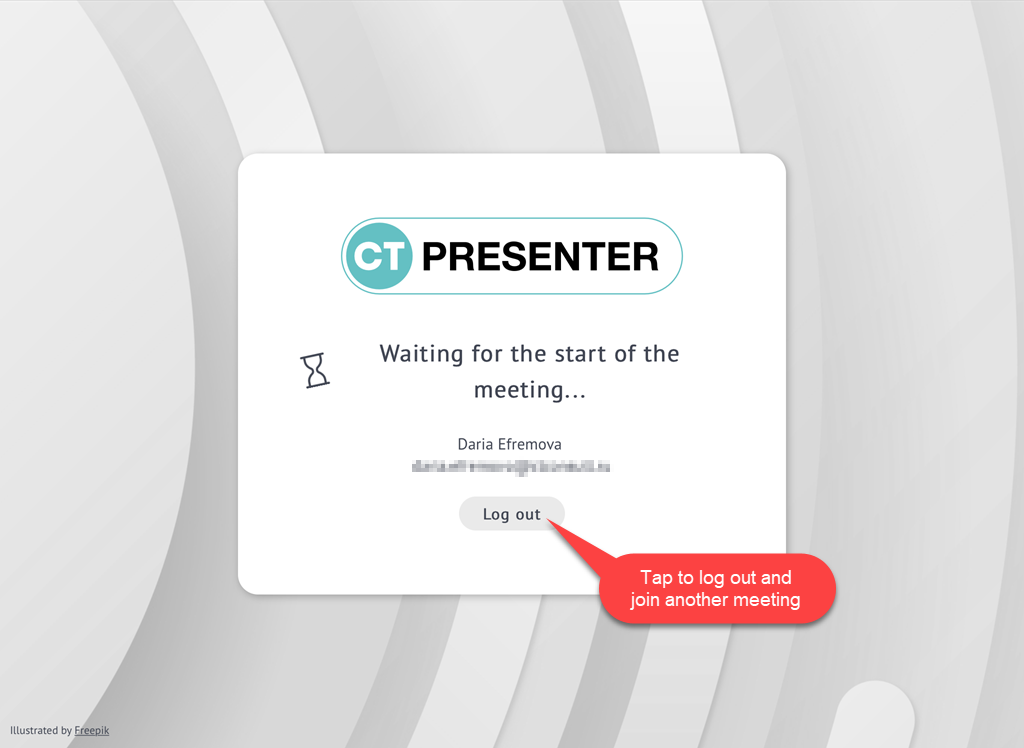 CT PRESENTER
Waiting for the start of the
meeting...
Daria Efremova
Log out
Tap to log out and
join another meeting
Illustrated by Freepik